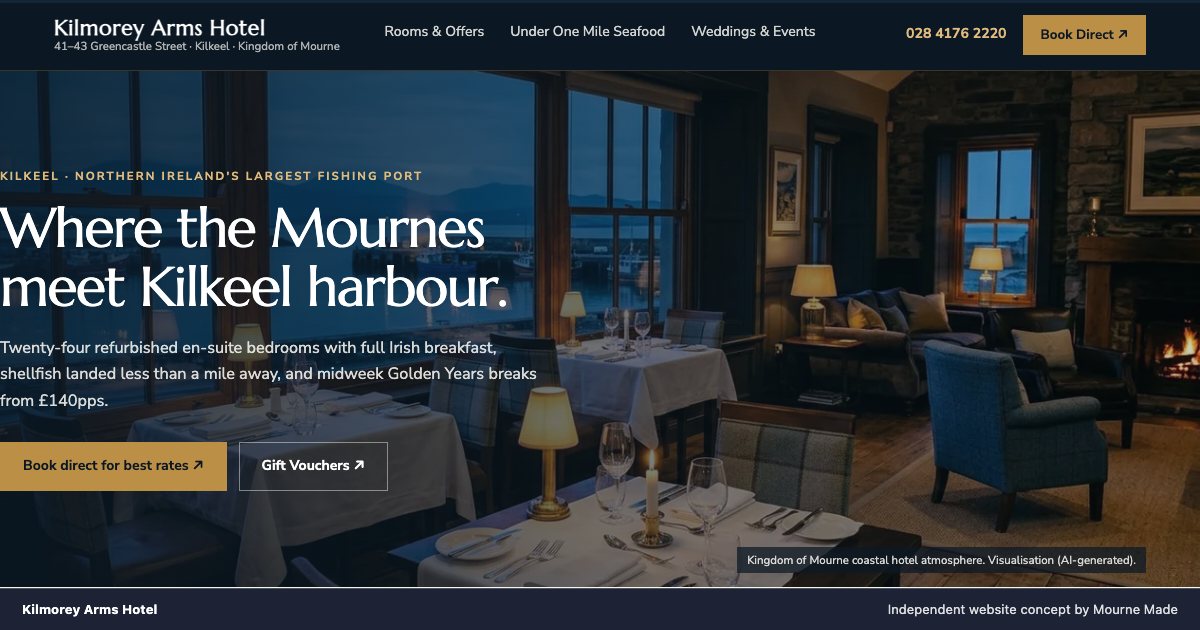 Kilmorey Arms Hotel
41–43 Greencastle Street · Kilkeel · Kingdom of Mourne
Rooms & Offers
Under One Mile Seafood
Weddings & Events
028 4176 2220
Book Direct ↗
KILKEEL · NORTHERN IRELAND'S LARGEST FISHING PORT
Where the Mournes
meet Kilkeel harbour.
Twenty-four refurbished en-suite bedrooms with full Irish breakfast,
shellfish landed less than a mile away, and midweek Golden Years breaks
from £140pps.
Book direct for best rates ↗
Gift Vouchers ↗
Kingdom of Mourne coastal hotel atmosphere. Visualisation (AI-generated).
Kilmorey Arms Hotel
Independent website concept by Mourne Made